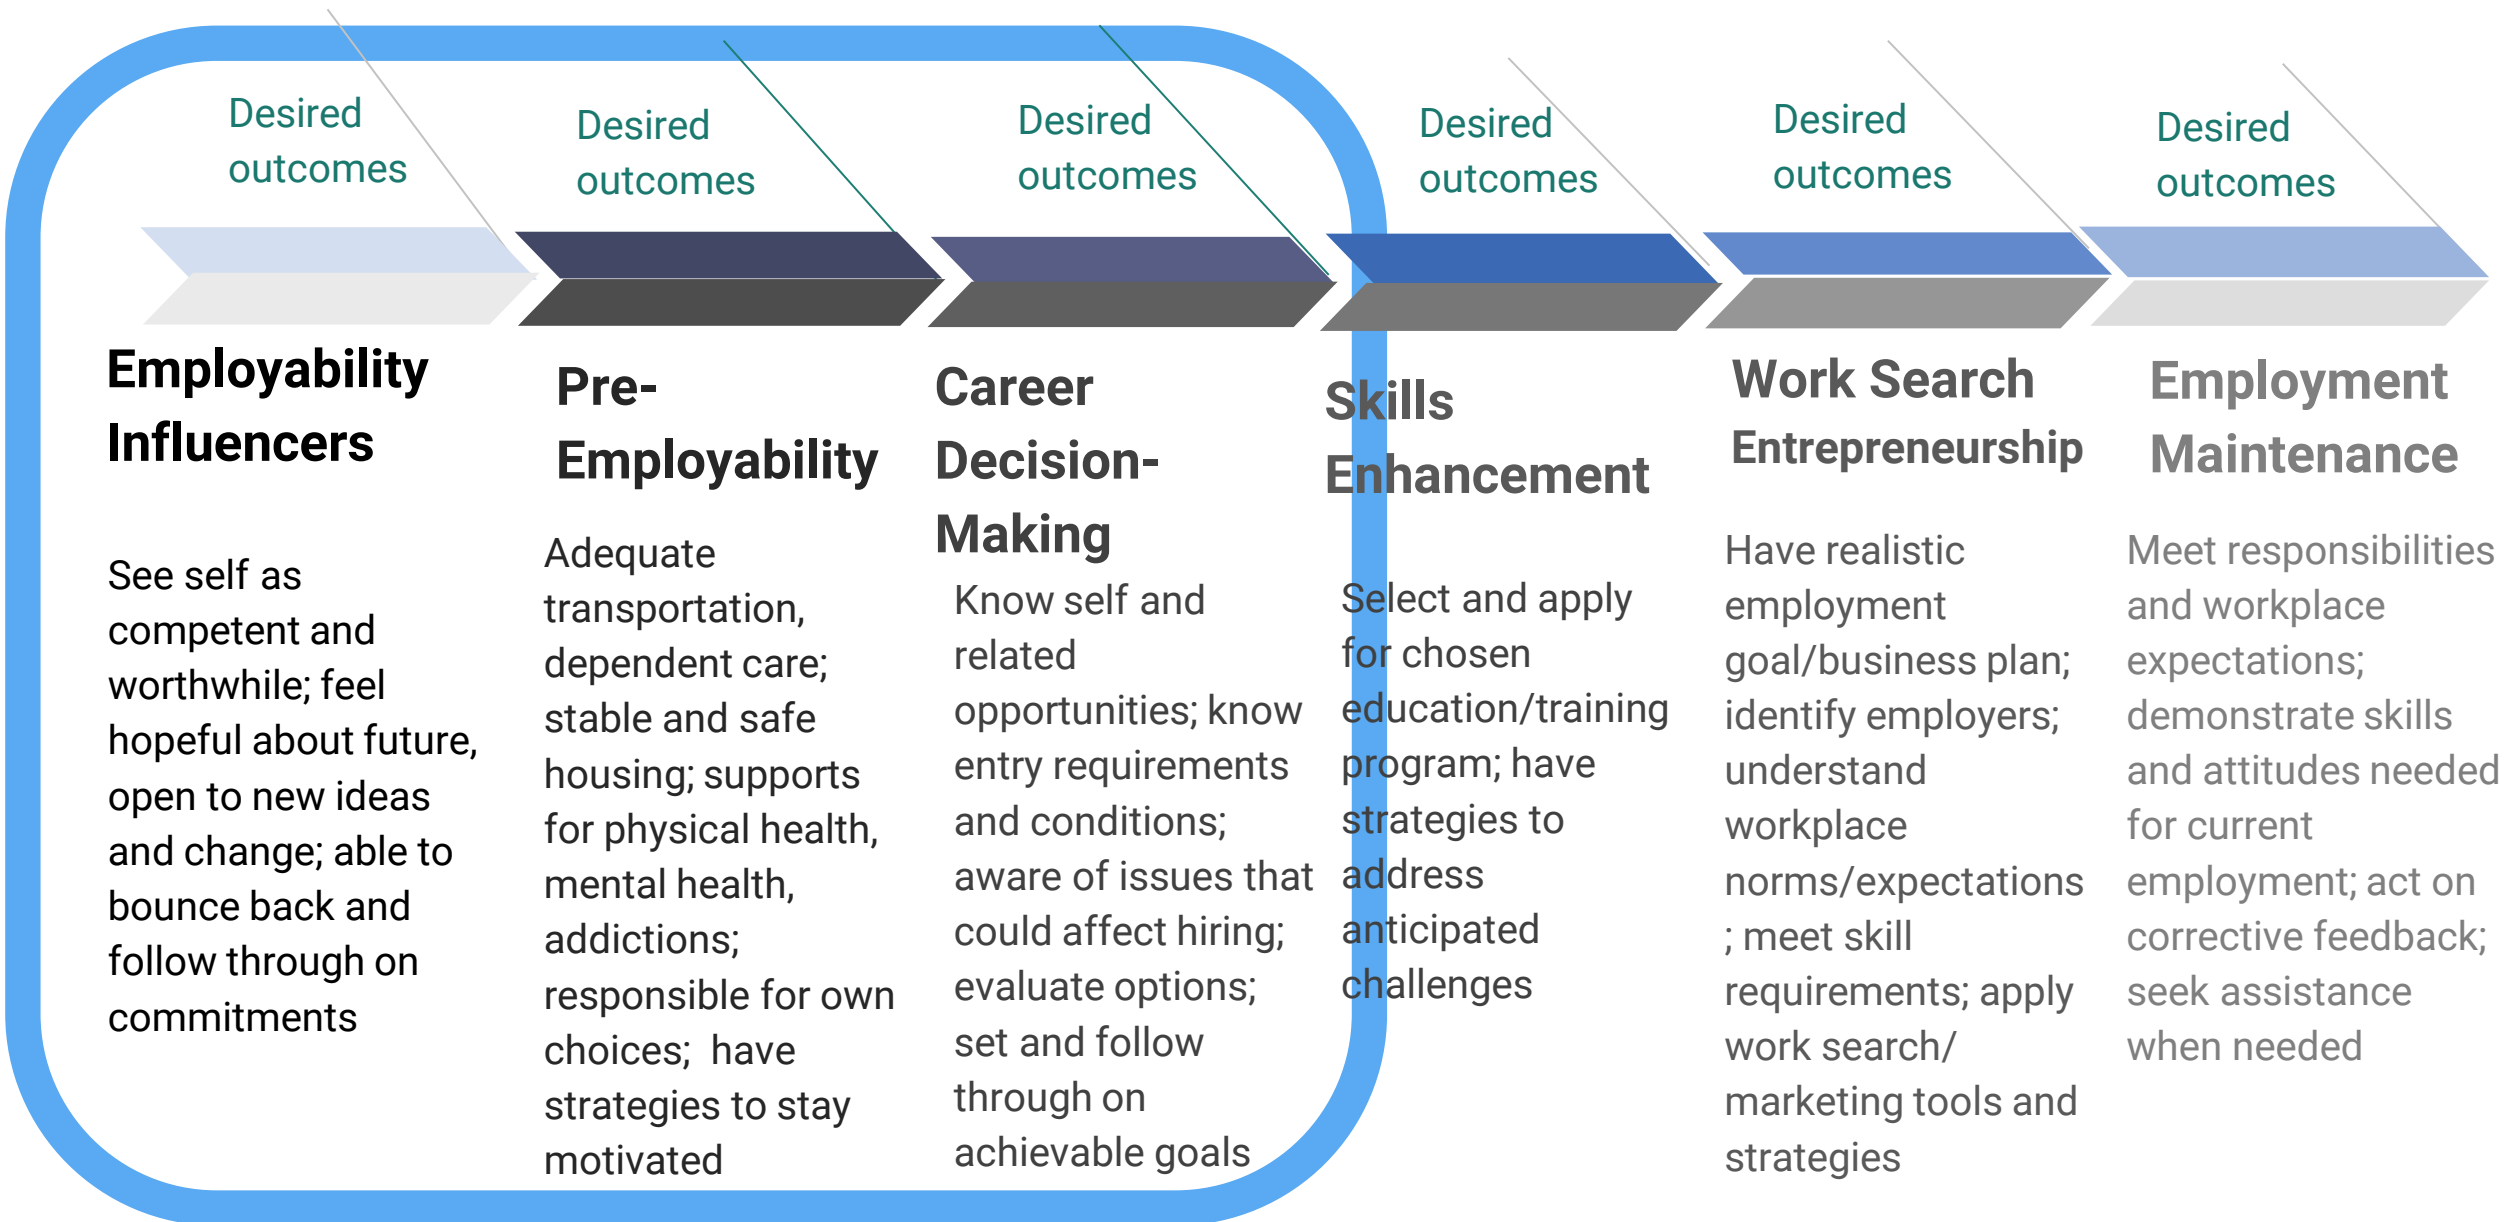 Desired
outcomes
Desired
outcomes
Desired
outcomes
Desired
outcomes
Desired
outcomes
Desired
outcomes
Employability
Influencers
See self as
competent and
worthwhile; feel
hopeful about future,
open to new ideas
and change; able to
bounce back and
follow through on
commitments
Pre-
Employability
Adequate
transportation,
dependent care;
stable and safe
housing; supports
for physical health,
mental health,
addictions;
responsible for own
choices;  have
strategies to stay
motivated
Career
Decision-
Making
Know self and
related
opportunities; know
entry requirements
and conditions;
aware of issues that
could affect hiring;
evaluate options;
set and follow
through on
achievable goals
Skills
Enhancement
Select and apply
for chosen
education/training
program; have
strategies to
address
anticipated
challenges
Work Search
Entrepreneurship
Have realistic
employment
goal/business plan;
identify employers;
understand
workplace
norms/expectations
; meet skill
requirements; apply
work search/
marketing tools and
strategies
Employment
Maintenance
Meet responsibilities
and workplace
expectations;
demonstrate skills
and attitudes needed
for current
employment; act on
corrective feedback;
seek assistance
when needed